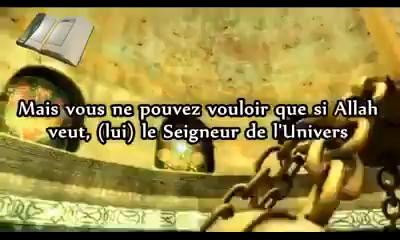 Mais vous ne pouvez vouloir que si Allah
veut, (lui) le Seigneur de l'Univers